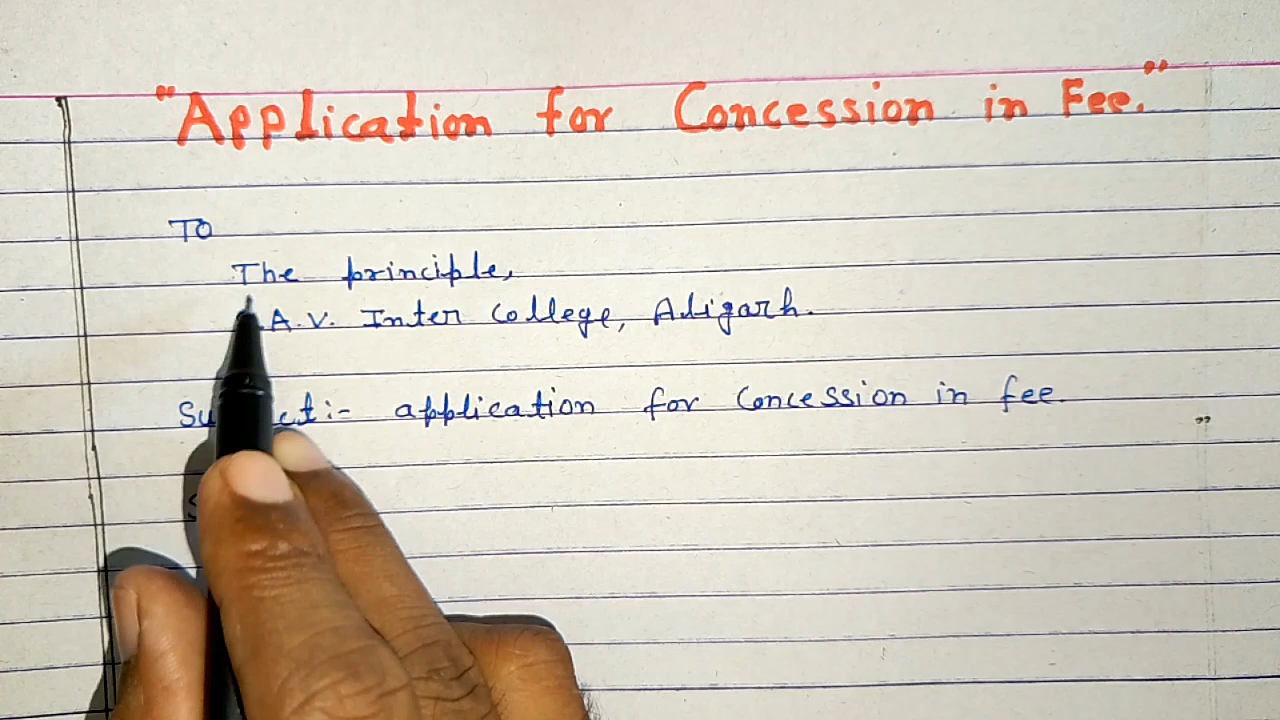 "Application for Concession in Fee."
TO
The principle,
A.V. Inter College, Aligarh.
application for Concession in fee.
"